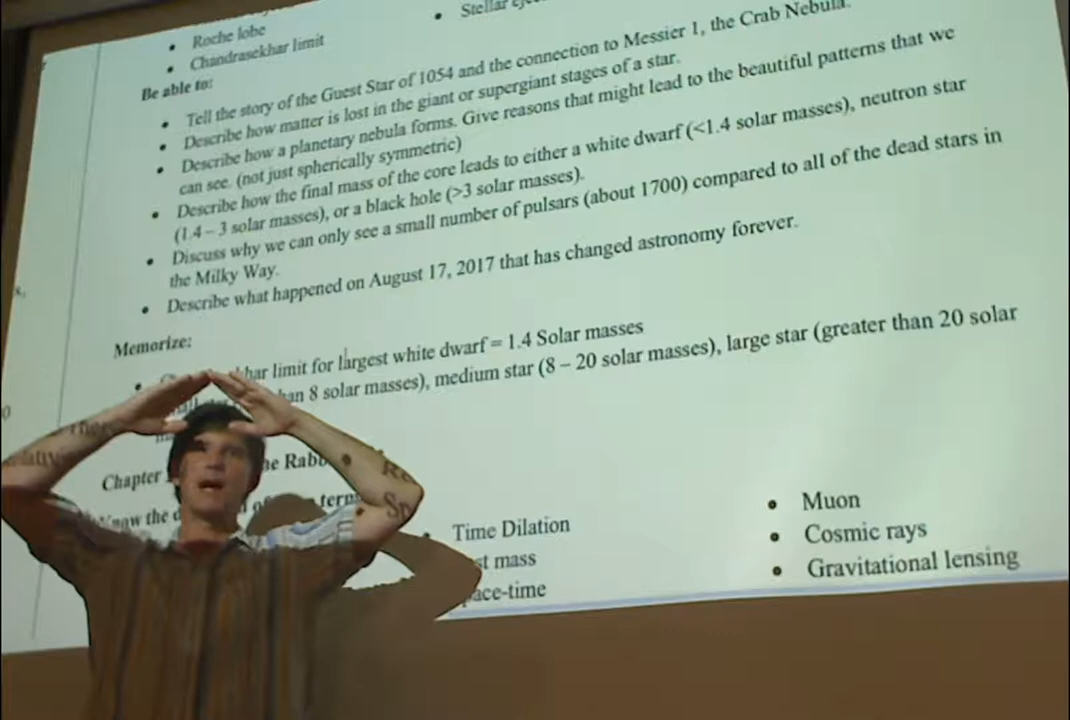 • Roche lobe
• Stellar
• Chandrasekhar limit
Be able to:
• Tell the story of the Guest Star of 1054 and the connection to Messier 1, the Crab Nebula.
• Describe how matter is lost in the giant or supergiant stages of a star.
• Describe how a planetary nebula forms. Give reasons that might lead to the beautiful patterns that we
can see. (not just spherically symmetric)
• Describe how the final mass of the core leads to either a white dwarf (<1.4 solar masses), neutron star
(1.4 – 3 solar masses), or a black hole (>3 solar masses).
• Discuss why we can only see a small number of pulsars (about 1700) compared to all of the dead stars in
the Milky Way.
• Describe what happened on August 17, 2017 that has changed astronomy forever.
Memorize:
• har limit for largest white dwarf = 1.4 Solar masses
han 8 solar masses), medium star (8 – 20 solar masses), large star (greater than 20 solar
Chapter he Rabb
now the d of terms
• Time Dilation
st mass
ace-time
• Muon
• Cosmic rays
• Gravitational lensing